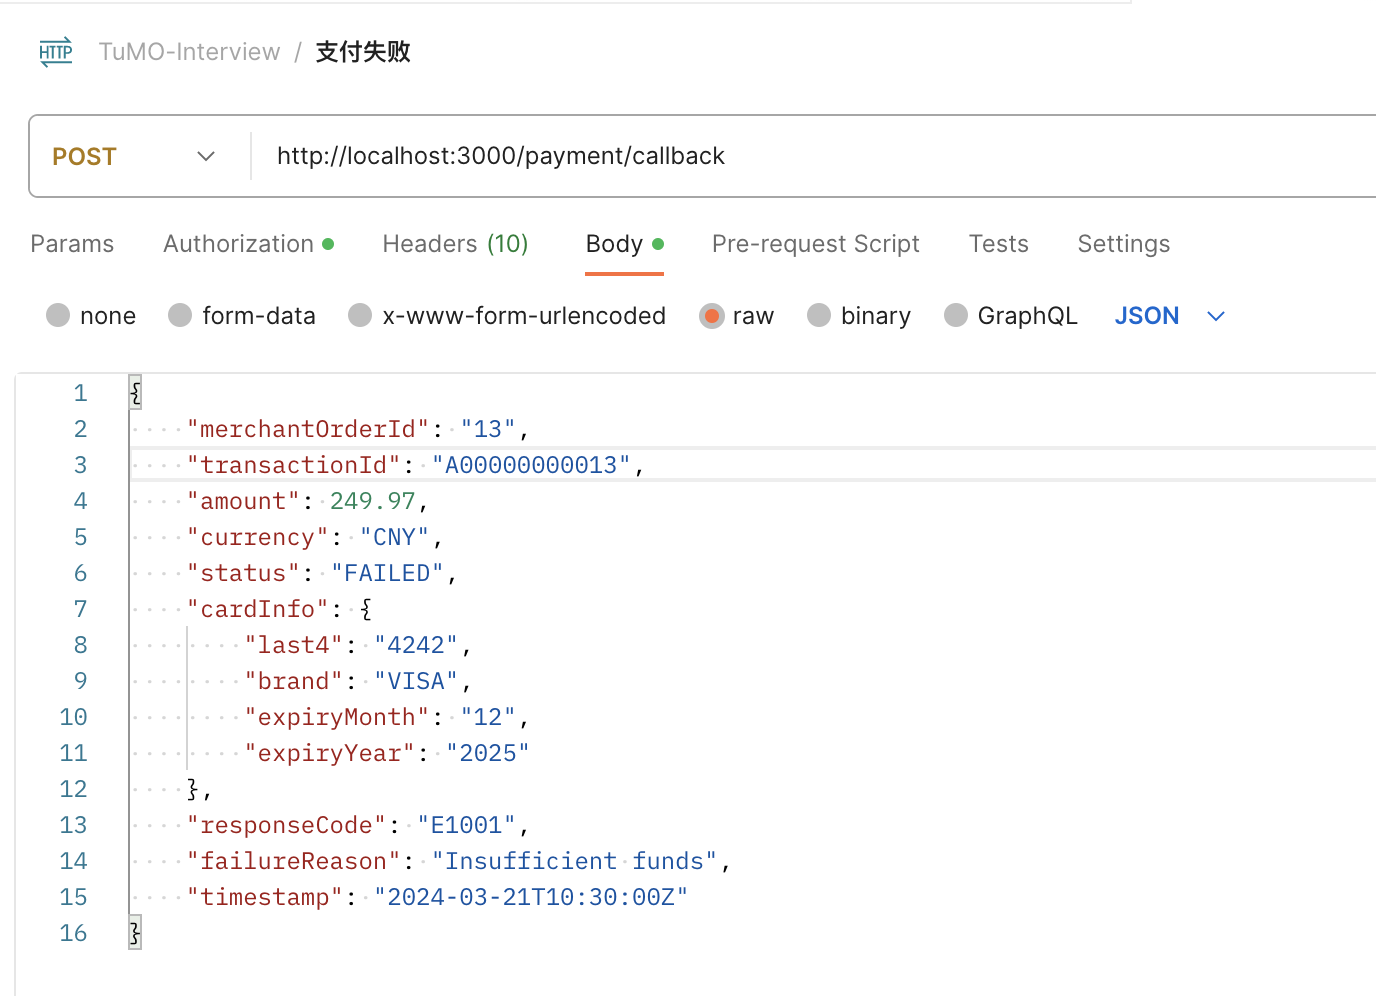 HTTP TuMO-Interview / 支付失败
POST http://localhost:3000/payment/callback
Params Authorization Headers (10) Body Pre-request Script Tests Settings
none form-data x-www-form-urlencoded raw binary GraphQL JSON
1 {
2 "merchantOrderId": "13",
3 "transactionId": "A00000000013",
4 "amount": 249.97,
5 "currency": "CNY",
6 "status": "FAILED",
7 "cardInfo": {
8 "last4": "4242",
9 "brand": "VISA",
10 "expiryMonth": "12",
11 "expiryYear": "2025"
12 },
13 "responseCode": "E1001",
14 "failureReason": "Insufficient funds",
15 "timestamp": "2024-03-21T10:30:00Z"
16 }